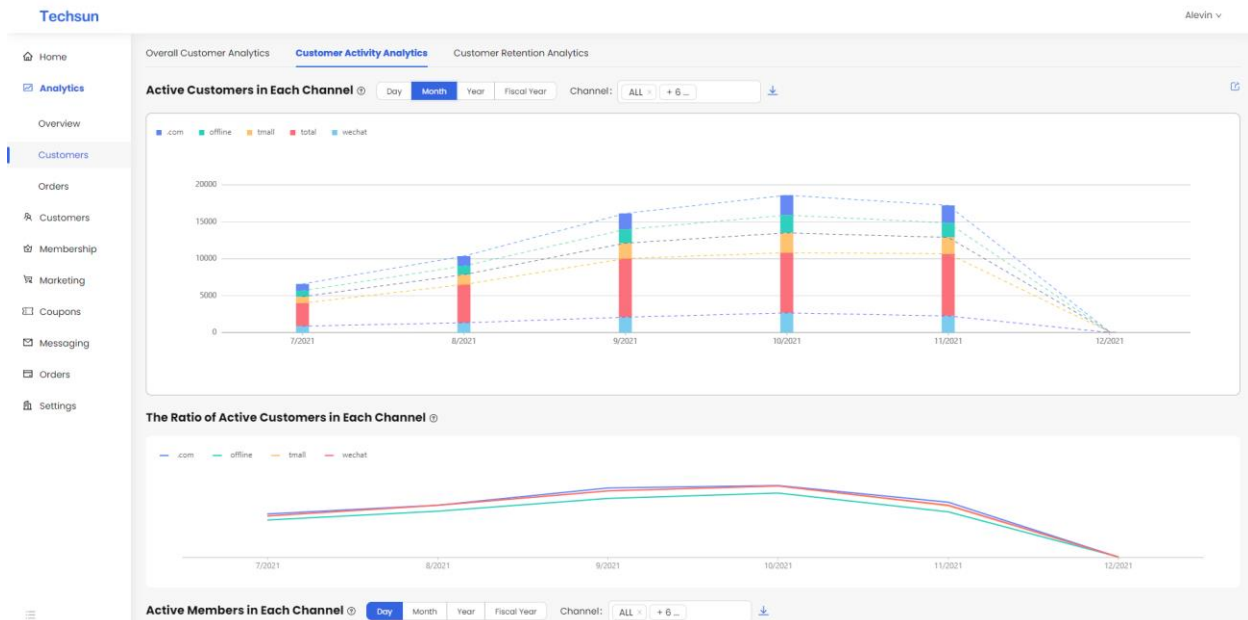 Techsun
Alevin
Home
Analytics
Overview
Customers
Orders
Customers
Membership
Marketing
Coupons
Messaging
Orders
Settings
Overall Customer Analytics Customer Activity Analytics Customer Retention Analytics
Active Customers in Each Channel Day Month Year Fiscal Year Channel: ALL × + 6 ...
.com offline tmall total wechat
20000
15000
10000
5000
0
7/2021 8/2021 9/2021 10/2021 11/2021 12/2021
The Ratio of Active Customers in Each Channel
.com offline tmall wechat
7/2021 8/2021 9/2021 10/2021 11/2021 12/2021
Active Members in Each Channel Day Month Year Fiscal Year Channel: ALL × + 6 ...